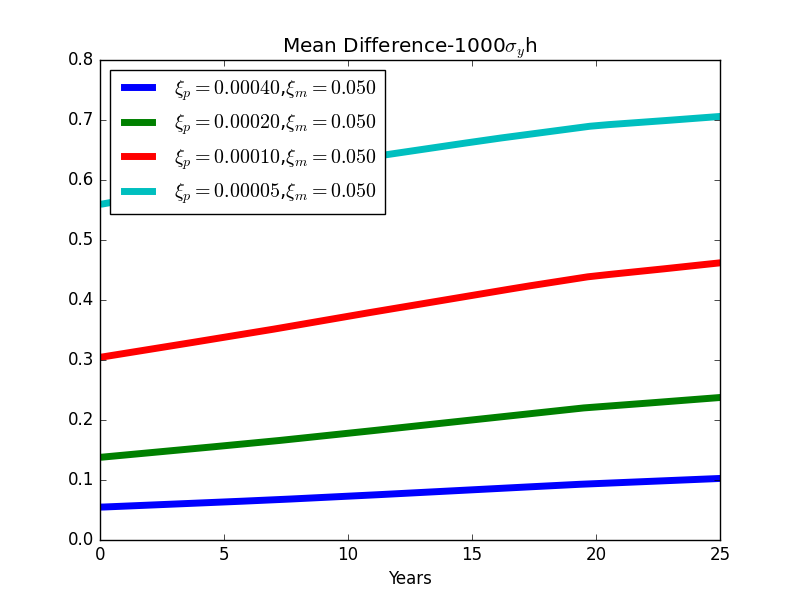 Mean Difference-1000σ_yh
0.8
ξ_p = 0.00040,ξ_m = 0.050
0.7
ξ_p = 0.00020,ξ_m = 0.050
ξ_p = 0.00010,ξ_m = 0.050
0.6
ξ_p = 0.00005,ξ_m = 0.050
0.5
0.4
0.3
0.2
0.1
0.0
0 5 10 15 20 25
Years